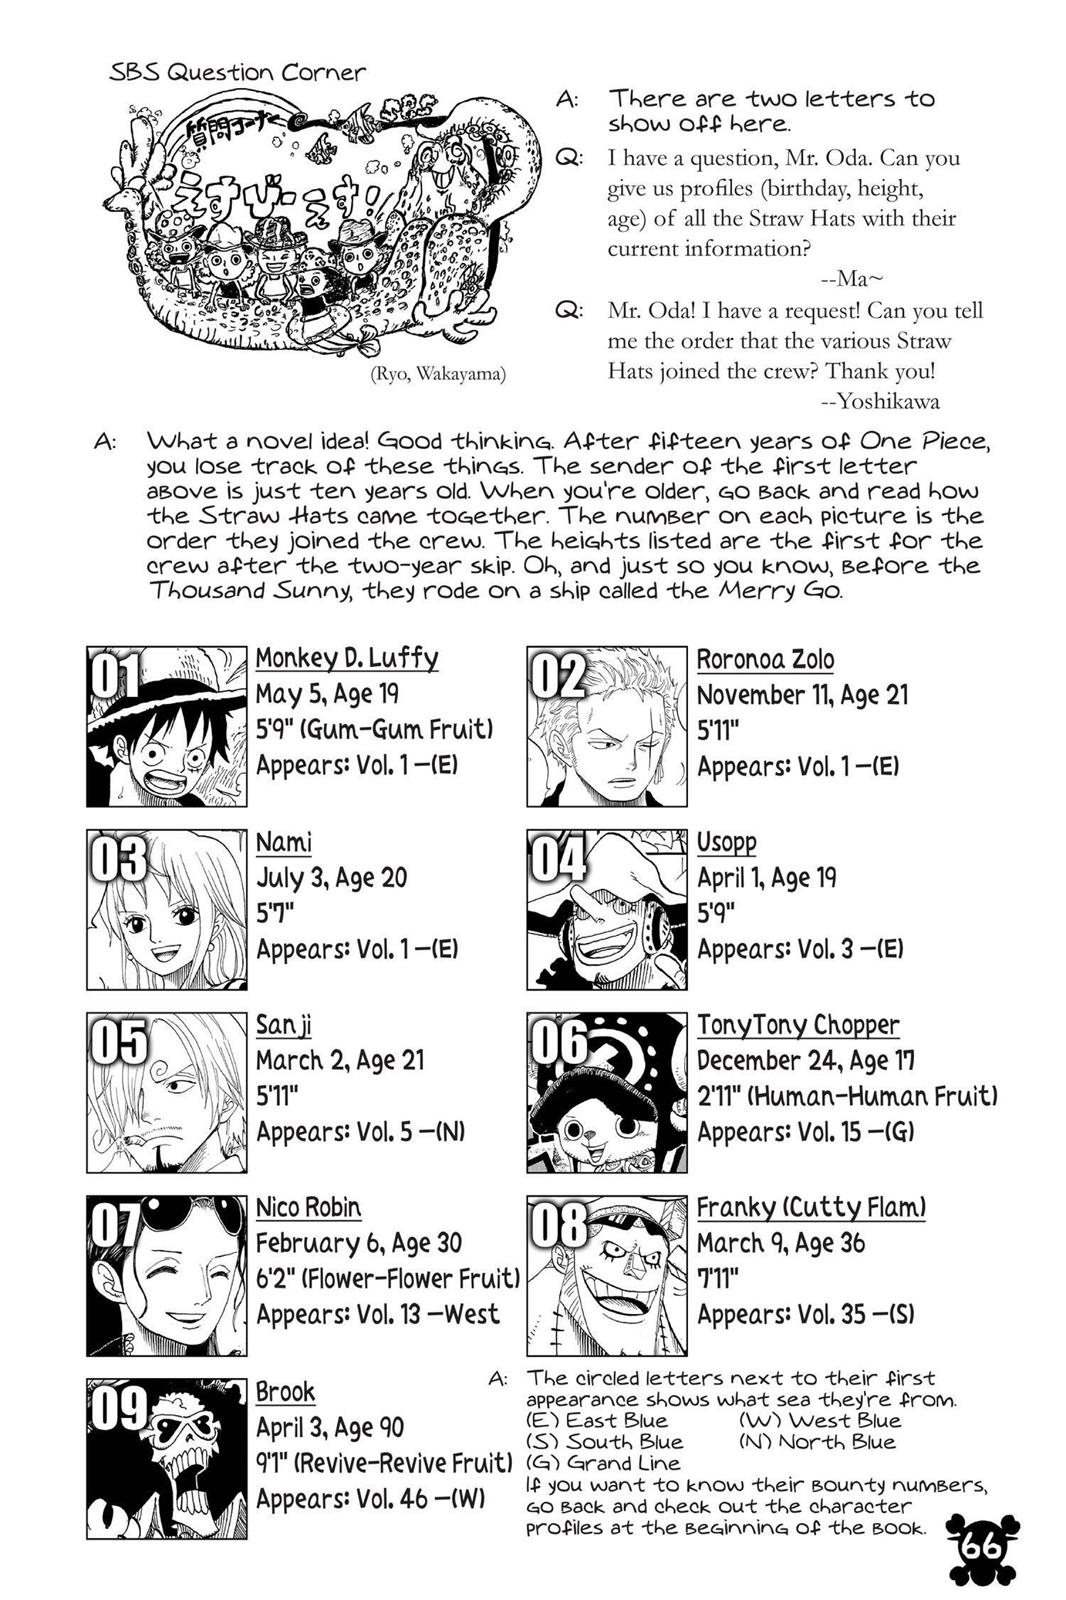 SBS Question Corner
質問コーナー
SBS
えすびーえす!
(Ryo, Wakayama)
A: There are two letters to
show off here.
Q: I have a question, Mr. Oda. Can you
give us profiles (birthday, height,
age) of all the Straw Hats with their
current information?
--Ma~
Q: Mr. Oda! I have a request! Can you tell
me the order that the various Straw
Hats joined the crew? Thank you!
--Yoshikawa
A: What a novel idea! Good thinking. After fifteen years of One Piece,
you lose track of these things. The sender of the first letter
above is just ten years old. When you're older, go back and read how
the Straw Hats came together. The number on each picture is the
order they joined the crew. The heights listed are the first for the
crew after the two-year skip. Oh, and just so you know, before the
Thousand Sunny, they rode on a ship called the Merry Go.
01
Monkey D. Luffy
May 5, Age 19
5'9" (Gum-Gum Fruit)
Appears: Vol. 1 —(E)
02
Roronoa Zolo
November 11, Age 21
5'11"
Appears: Vol. 1 —(E)
03
Nami
July 3, Age 20
5'7"
Appears: Vol. 1 —(E)
04
Usopp
April 1, Age 19
5'9"
Appears: Vol. 3 —(E)
05
Sanji
March 2, Age 21
5'11"
Appears: Vol. 5 —(N)
06
TonyTony Chopper
December 24, Age 17
2'11" (Human-Human Fruit)
Appears: Vol. 15 —(G)
07
Nico Robin
February 6, Age 30
6'2" (Flower-Flower Fruit)
Appears: Vol. 13 —West
08
Franky (Cutty Flam)
March 9, Age 36
7'11"
Appears: Vol. 35 —(S)
09
Brook
April 3, Age 90
9'1" (Revive-Revive Fruit)
Appears: Vol. 46 —(W)
A: The circled letters next to their first
appearance shows what sea they're from.
(E) East Blue (W) West Blue
(S) South Blue (N) North Blue
(G) Grand Line
If you want to know their bounty numbers,
go back and check out the character
profiles at the beginning of the book.
66